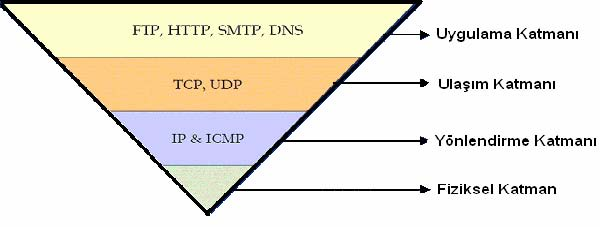 FTP, HTTP, SMTP, DNS
Uygulama Katmanı
TCP, UDP
Ulaşım Katmanı
IP & ICMP
Yönlendirme Katmanı
Fiziksel Katman